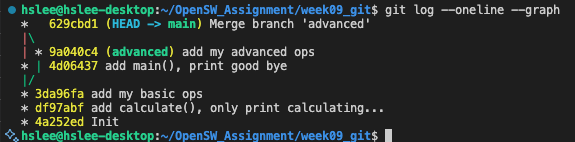 hslee@hslee-desktop:~/OpenSW_Assignment/week09_git$ git log --oneline --graph
*   629cbd1 (HEAD -> main) Merge branch 'advanced'
|\
| * 9a040c4 (advanced) add my advanced ops
* | 4d06437 add main(), print good bye
|/
* 3da96fa add my basic ops
* df97abf add calculate(), only print calculating...
* 4a252ed Init
hslee@hslee-desktop:~/OpenSW_Assignment/week09_git$